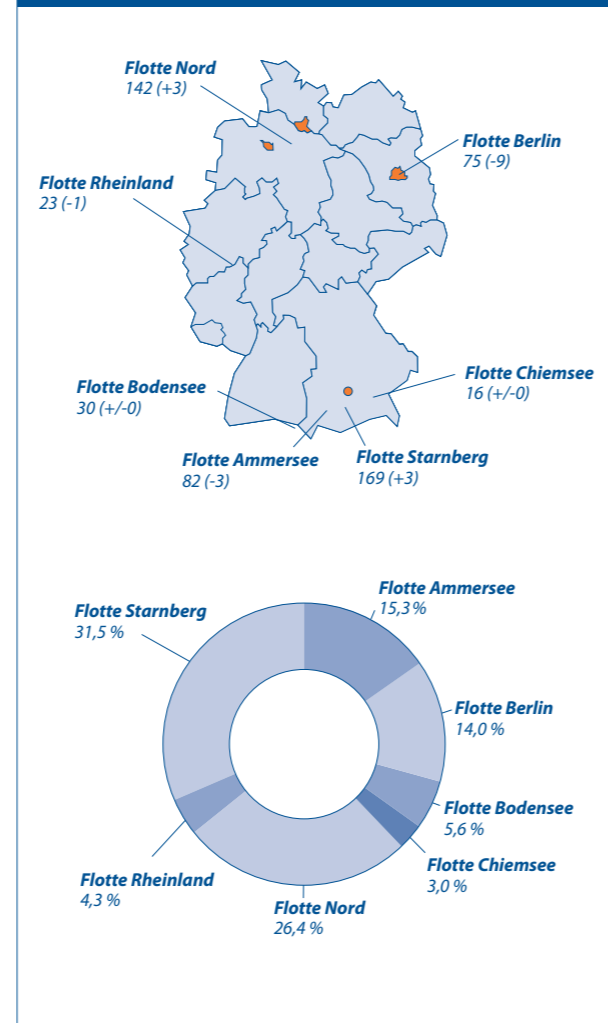 Flotte Nord
142 (+3)
Flotte Berlin
75 (-9)
Flotte Rheinland
23 (-1)
Flotte Chiemsee
16 (+/-0)
Flotte Bodensee
30 (+/-0)
Flotte Ammersee
82 (-3)
Flotte Starnberg
169 (+3)
Flotte Ammersee
15,3 %
Flotte Starnberg
31,5 %
Flotte Berlin
14,0 %
Flotte Bodensee
5,6 %
Flotte Chiemsee
3,0 %
Flotte Rheinland
4,3 %
Flotte Nord
26,4 %